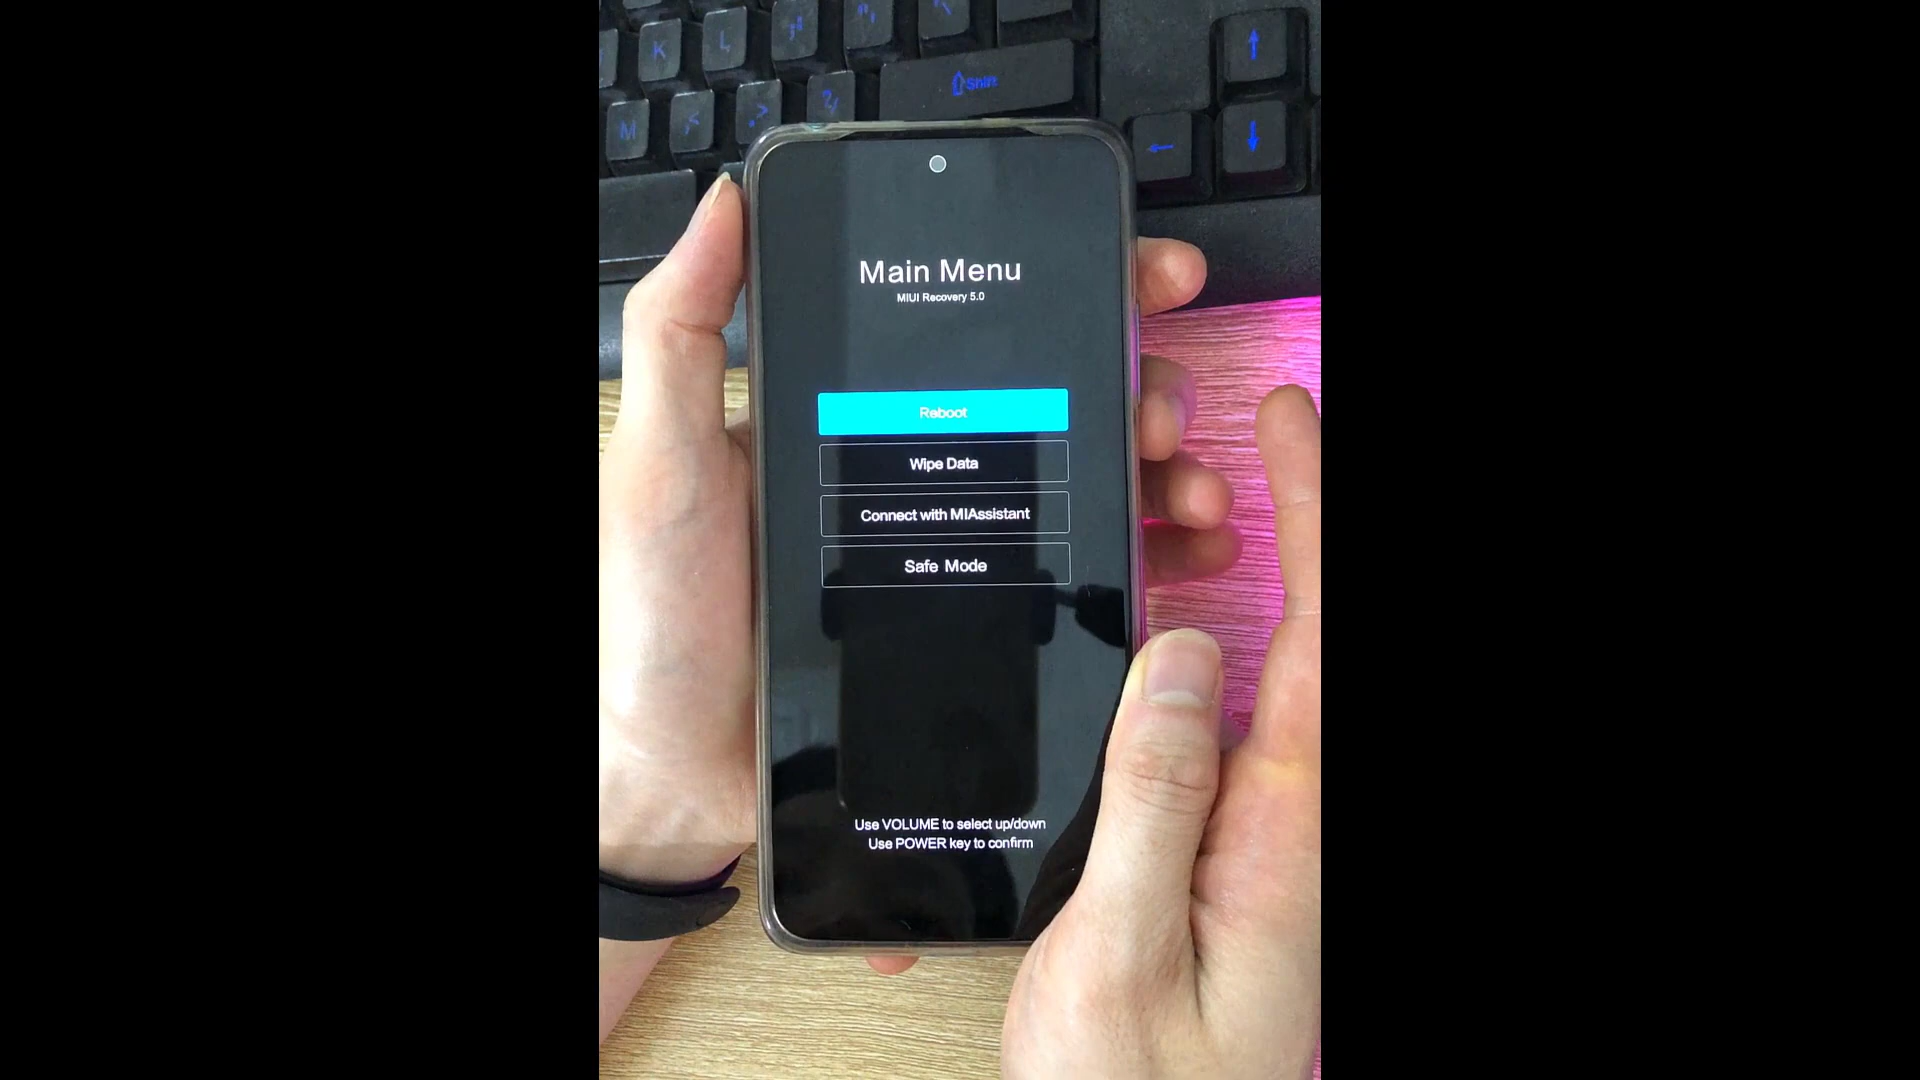 K
L
Shift
M
Main Menu
MIUI Recovery 5.0
Reboot
Wipe Data
Connect with MIAssistant
Safe Mode
Use VOLUME to select up/down
Use POWER key to confirm